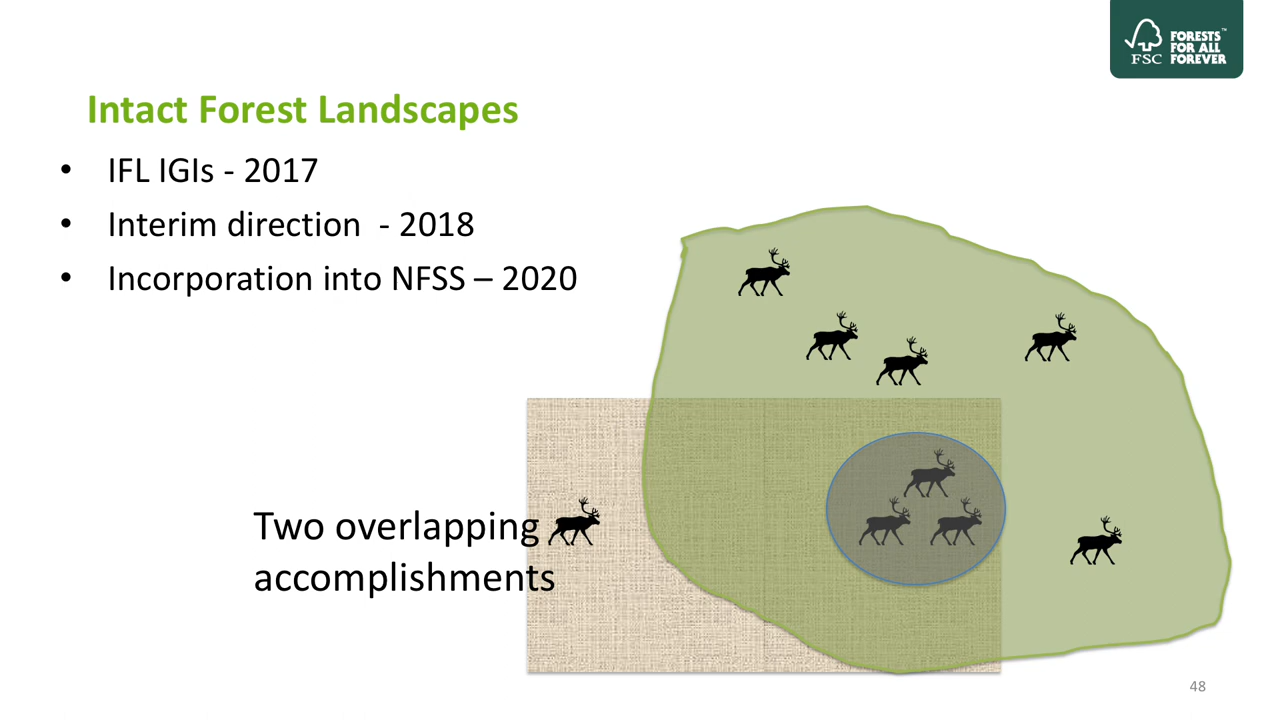 FSC
FORESTS™
FOR ALL
FOREVER
Intact Forest Landscapes
• IFL IGIs - 2017
• Interim direction - 2018
• Incorporation into NFSS – 2020
Two overlapping
accomplishments
48